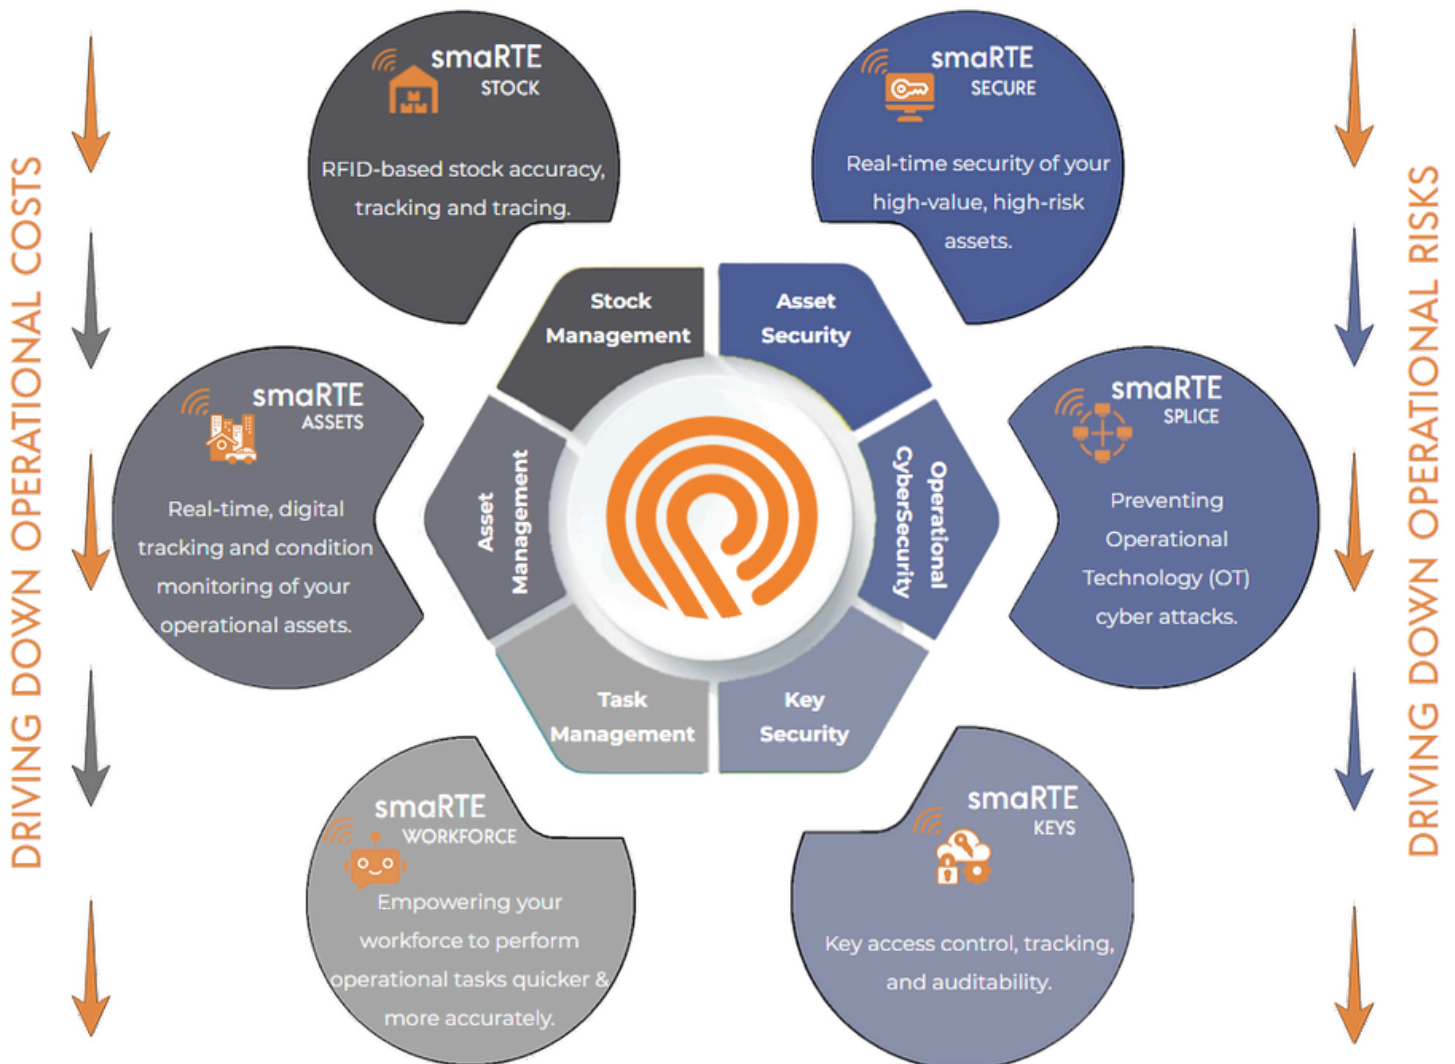 DRIVING DOWN OPERATIONAL COSTS
smaRTE
STOCK
RFID-based stock accuracy,
tracking and tracing.
smaRTE
SECURE
Real-time security of your
high-value, high-risk
assets.
Stock
Management
Asset
Security
smaRTE
ASSETS
Real-time, digital
tracking and condition
monitoring of your
operational assets.
Asset
Management
Operational
CyberSecurity
smaRTE
SPLICE
Preventing
Operational
Technology (OT)
cyber attacks.
Task
Management
Key
Security
smaRTE
WORKFORCE
Empowering your
workforce to perform
operational tasks quicker &
more accurately.
smaRTE
KEYS
Key access control, tracking,
and auditability.
DRIVING DOWN OPERATIONAL RISKS